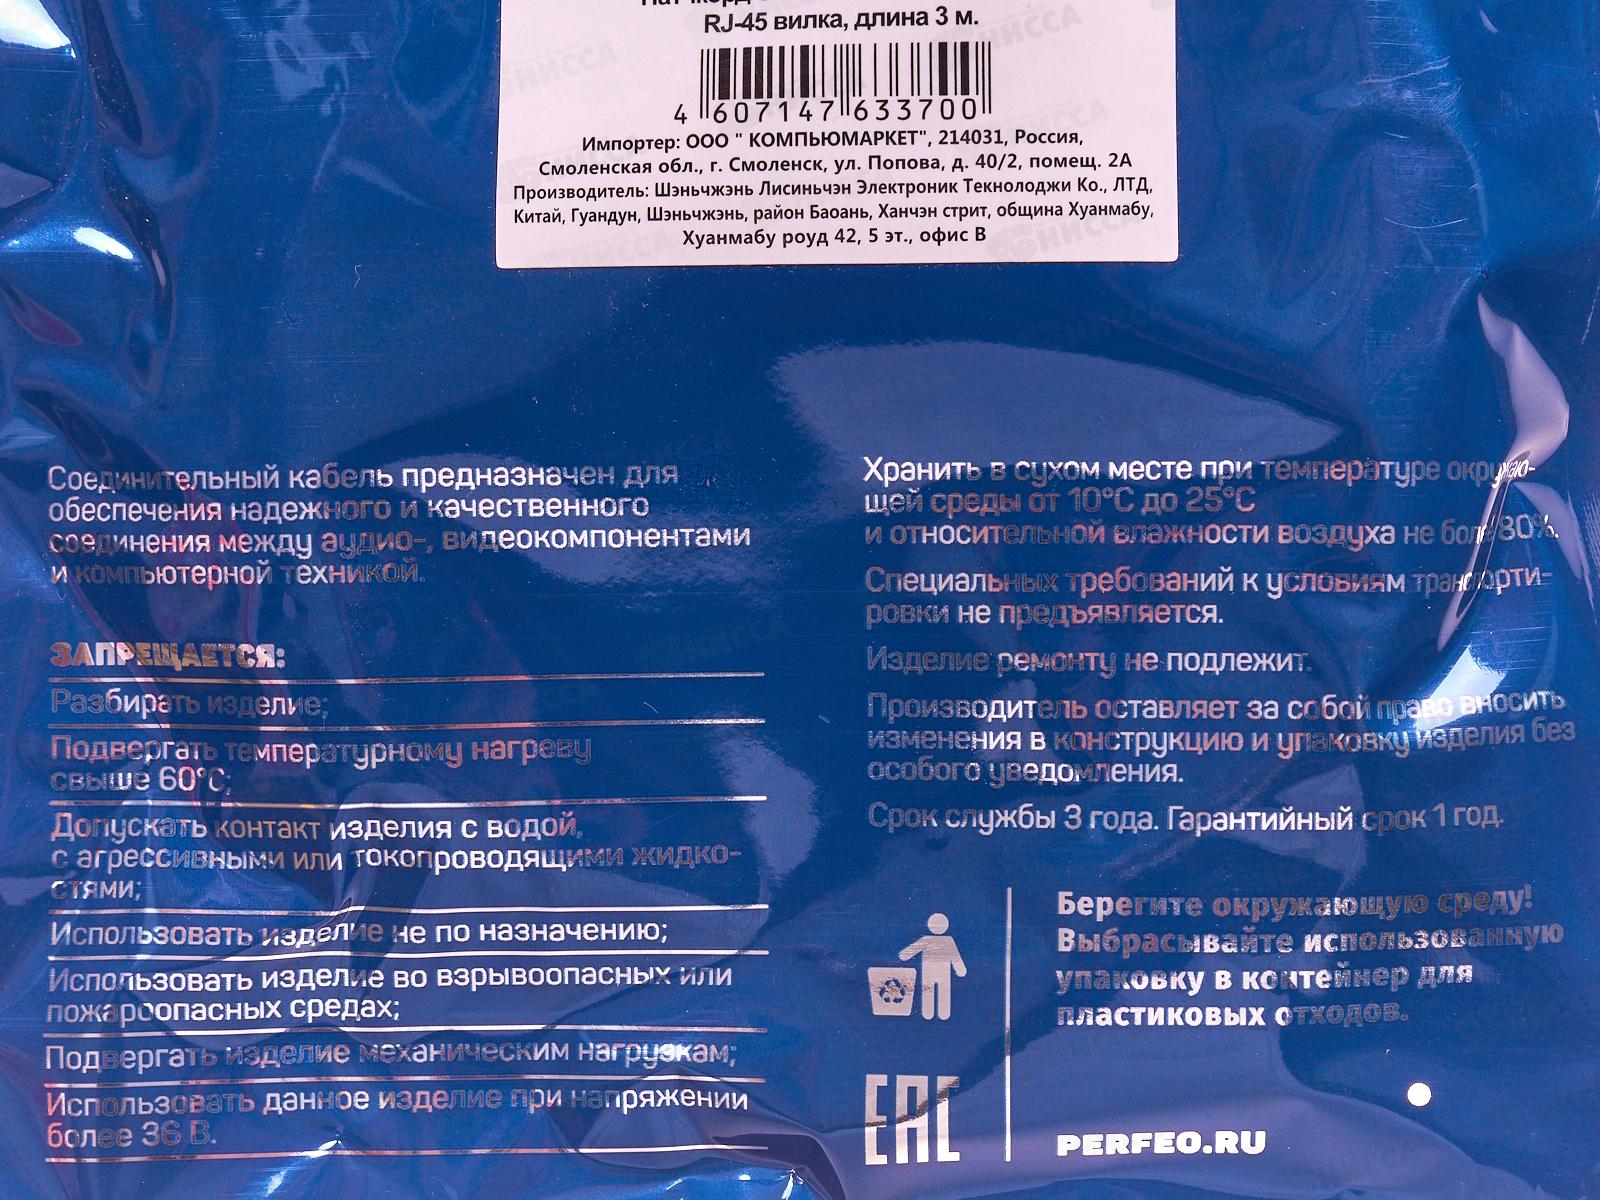 RJ-45 вилка, длина 3 м.
4 607147 633700
Импортер: ООО " КОМПЬЮМАРКЕТ", 214031, Россия,
Смоленская обл., г. Смоленск, ул. Попова, д. 40/2, помещ. 2А
Производитель: Шэньчжэнь Лисиньчэн Электроник Текнолоджи Ко., ЛТД,
Китай, Гуандун, Шэньчжэнь, район Баоань, Ханчэн стрит, община Хуанмабу,
Хуанмабу роуд 42, 5 эт., офис В
Соединительный кабель предназначен для
обеспечения надежного и качественного
соединения между аудио-, видеокомпонентами
и компьютерной техникой.
ЗАПРЕЩАЕТСЯ:
Разбирать изделие;
Подвергать температурному нагреву
свыше 60°С;
Допускать контакт изделия с водой,
с агрессивными или токопроводящими жидко-
стями;
Использовать изделие не по назначению;
Использовать изделие во взрывоопасных или
пожароопасных средах;
Подвергать изделие механическим нагрузкам;
Использовать данное изделие при напряжении
более 36 В.
Хранить в сухом месте при температуре окружаю-
щей среды от 10°С до 25°С
и относительной влажности воздуха не более 80%.
Специальных требований к условиям транспорти-
ровки не предъявляется.
Изделие ремонту не подлежит.
Производитель оставляет за собой право вносить
изменения в конструкцию и упаковку изделия без
особого уведомления.
Срок службы 3 года. Гарантийный срок 1 год.
Берегите окружающую среду!
Выбрасывайте использованную
упаковку в контейнер для
пластиковых отходов.
EAC
PERFEO.RU